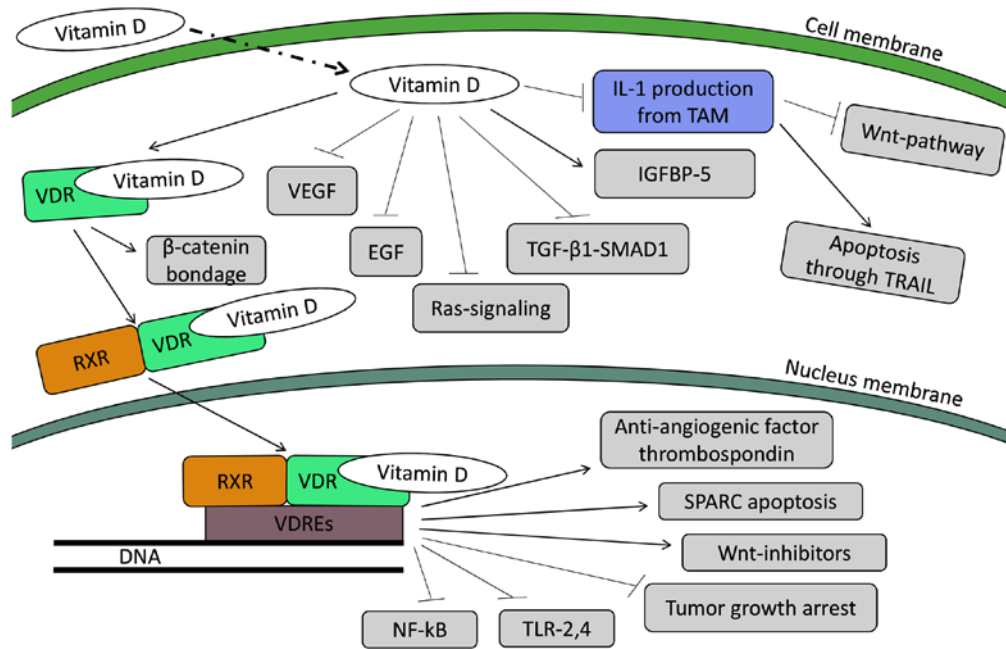 Vitamin D
Cell membrane
Vitamin D
IL-1 production
from TAM
Wnt-pathway
VDR
Vitamin D
VEGF
IGFBP-5
β-catenin
bondage
EGF
TGF-β1-SMAD1
Apoptosis
through TRAIL
Ras-signaling
RXR
VDR
Vitamin D
Nucleus membrane
Anti-angiogenic factor
thrombospondin
RXR
VDR
Vitamin D
SPARC apoptosis
VDREs
DNA
Wnt-inhibitors
Tumor growth arrest
NF-kB
TLR-2,4